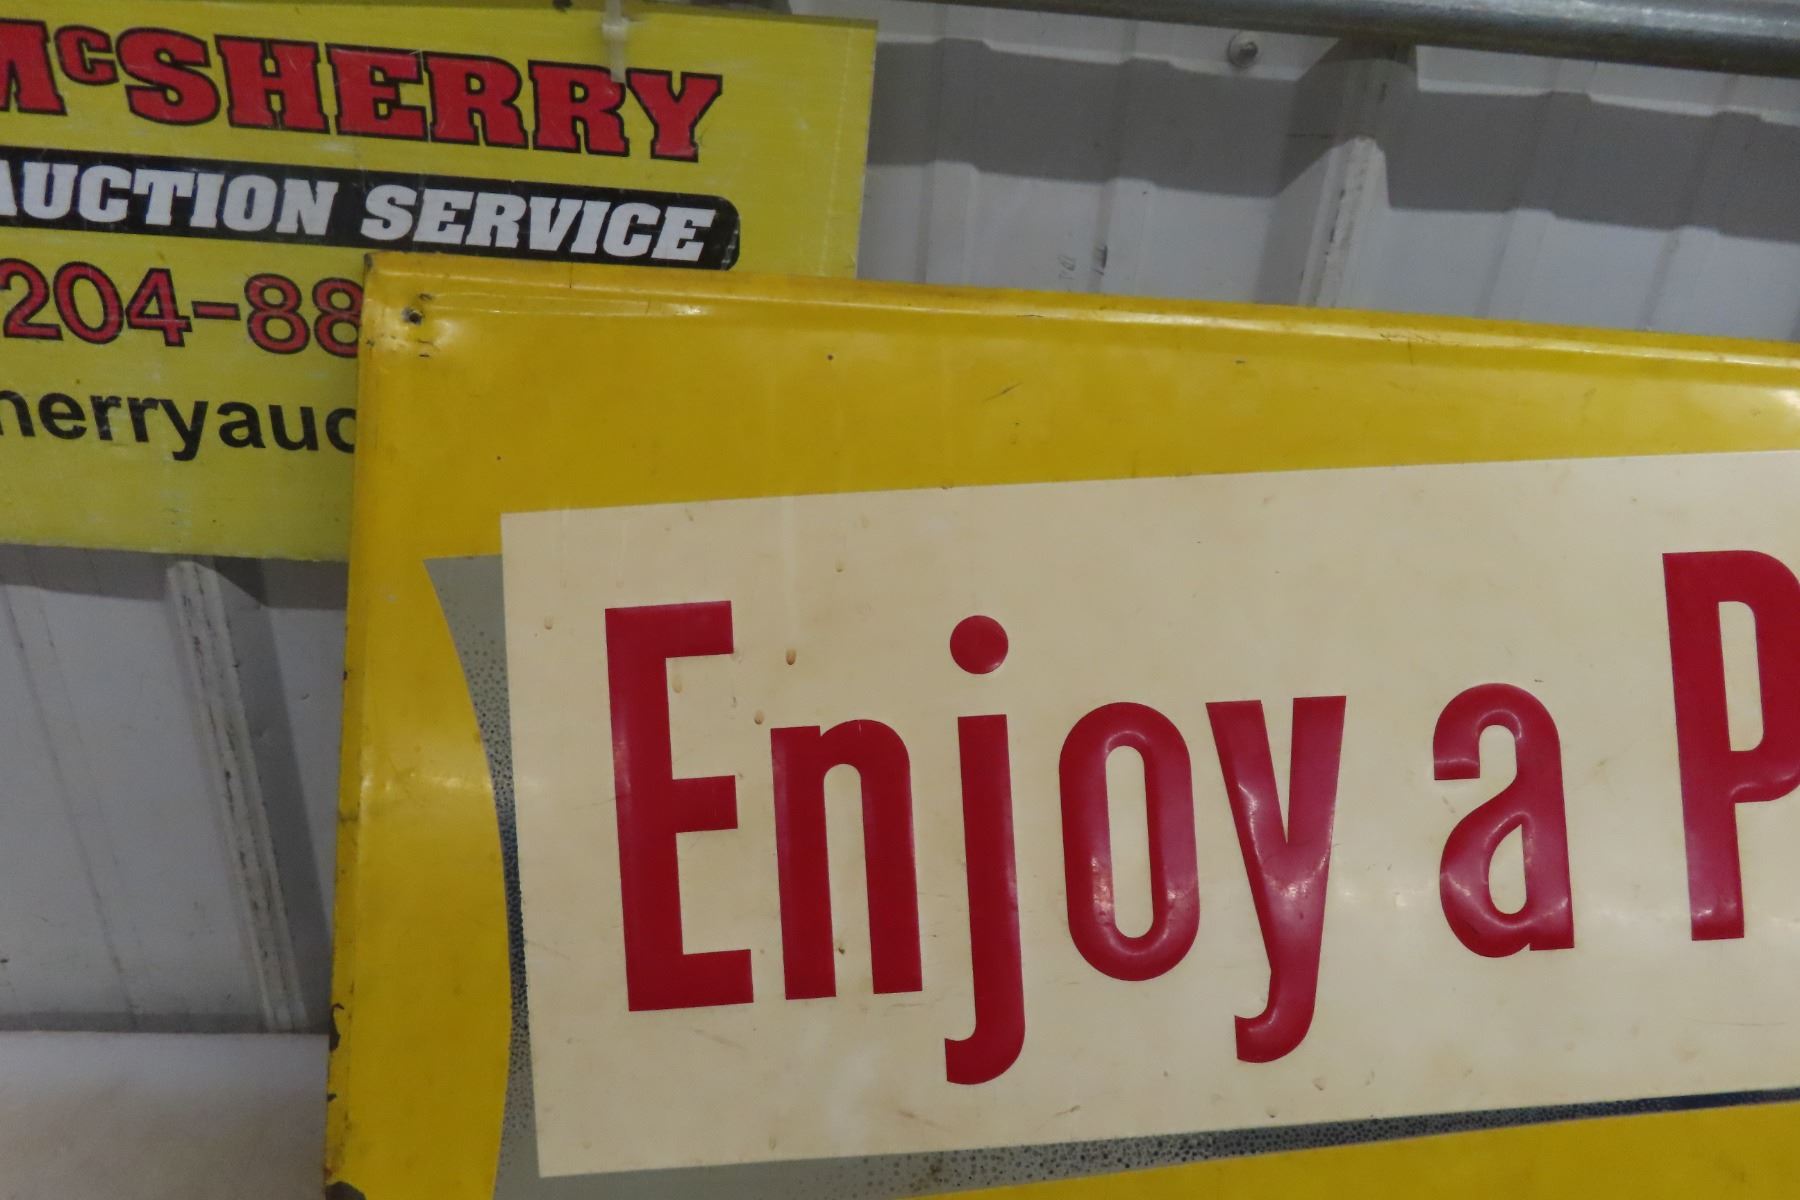 McSHERRY
AUCTION SERVICE
204-88
herryauc
Enjoy a P